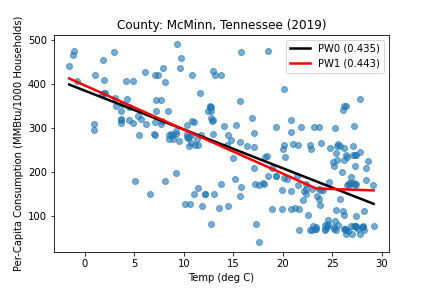 County: McMinn, Tennessee (2019)
Per-Capita Consumption (MMBtu/1000 Households)
500
400
300
200
100
PW0 (0.435)
PW1 (0.443)
0 5 10 15 20 25 30
Temp (deg C)